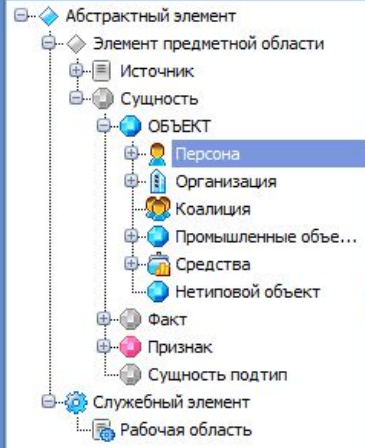 Абстрактный элемент
Элемент предметной области
Источник
Сущность
ОБЪЕКТ
Персона
Организация
Коалиция
Промышленные объе...
Средства
Нетиповой объект
Факт
Признак
Сущность подтип
Служебный элемент
Рабочая область